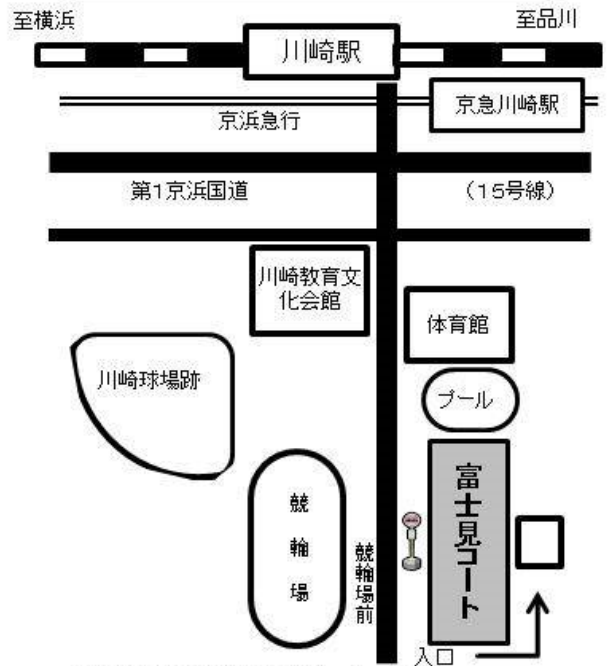 至横浜
至品川
川崎駅
京急川崎駅
京浜急行
第1京浜国道
(15号線)
川崎教育文
化会館
体育館
川崎球場跡
プール
競輪場
競輪場前
富士見コート
入口